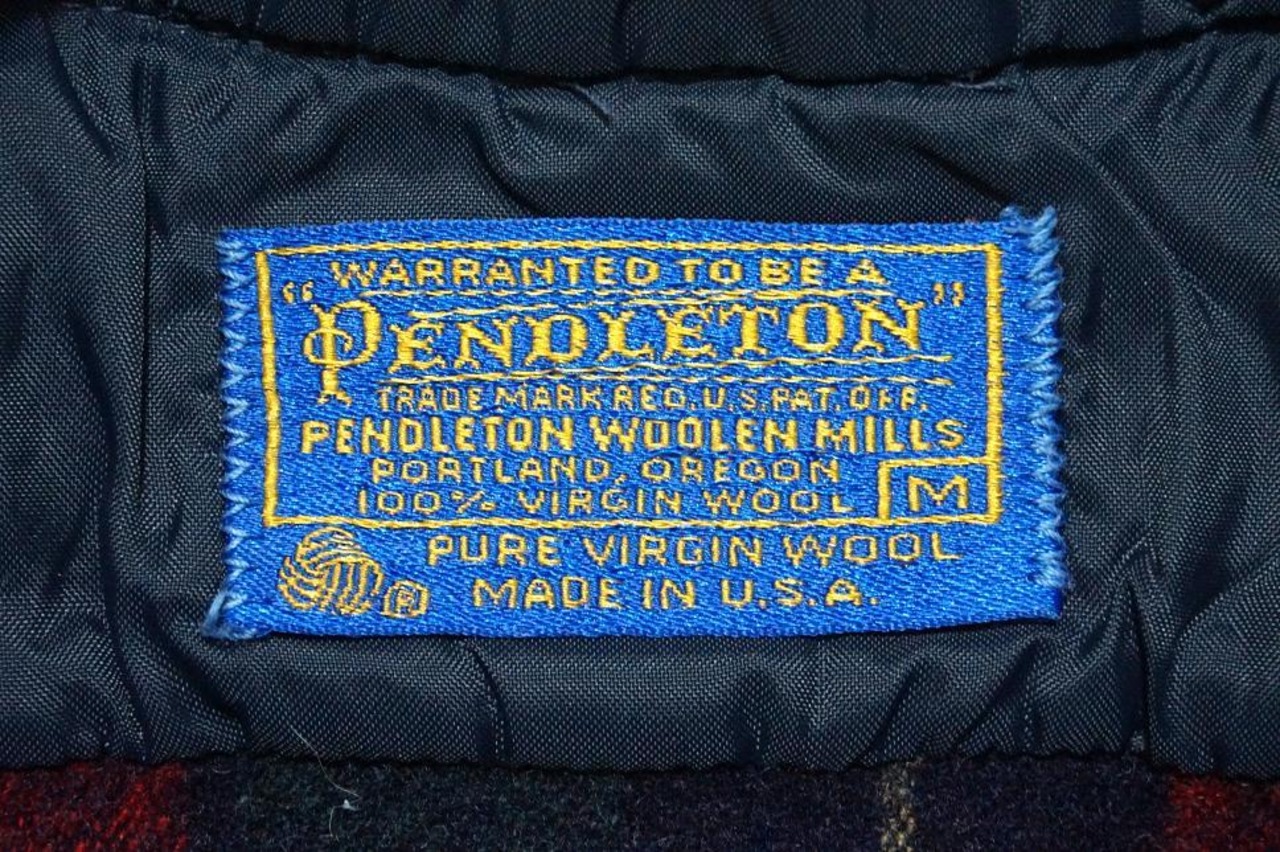 WARRANTED TO BE A
"PENDLETON"
TRADE MARK REG. U.S. PAT. OFF.
PENDLETON WOOLEN MILLS
PORTLAND, OREGON
100% VIRGIN WOOL M
PURE VIRGIN WOOL
® MADE IN U.S.A.